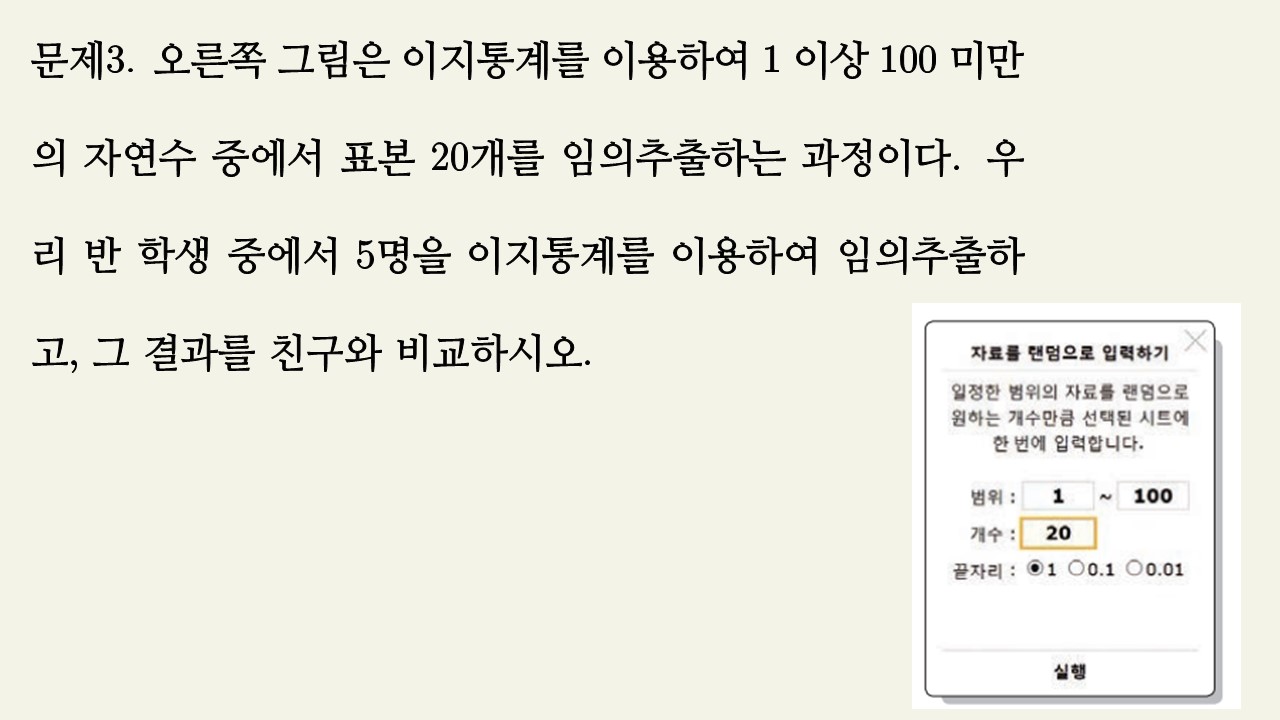 문제3. 오른쪽 그림은 이지통계를 이용하여 1 이상 100 미만
의 자연수 중에서 표본 20개를 임의추출하는 과정이다. 우
리 반 학생 중에서 5명을 이지통계를 이용하여 임의추출하
고, 그 결과를 친구와 비교하시오.
자료를 랜덤으로 입력하기
일정한 범위의 자료를 랜덤으로
원하는 개수만큼 선택된 시트에
한 번에 입력합니다.
범위 : 1 ~ 100
개수 : 20
끝자리 : 1 0.1 0.01
실행